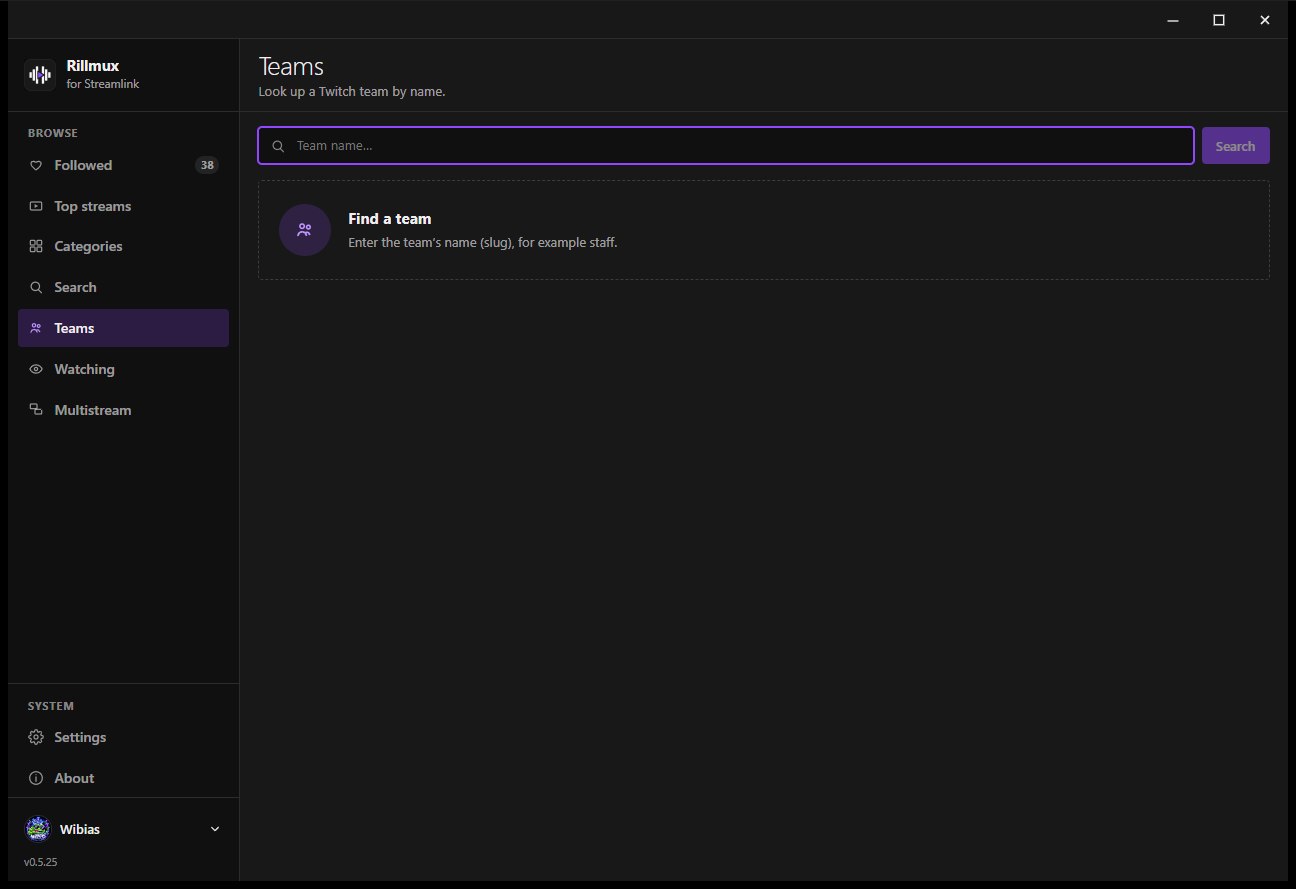 Rillmux
for Streamlink
BROWSE
Followed 38
Top streams
Categories
Search
Teams
Watching
Multistream
SYSTEM
Settings
About
Wibias
v0.5.25
Teams
Look up a Twitch team by name.
Team name...
Search
Find a team
Enter the team's name (slug), for example staff.